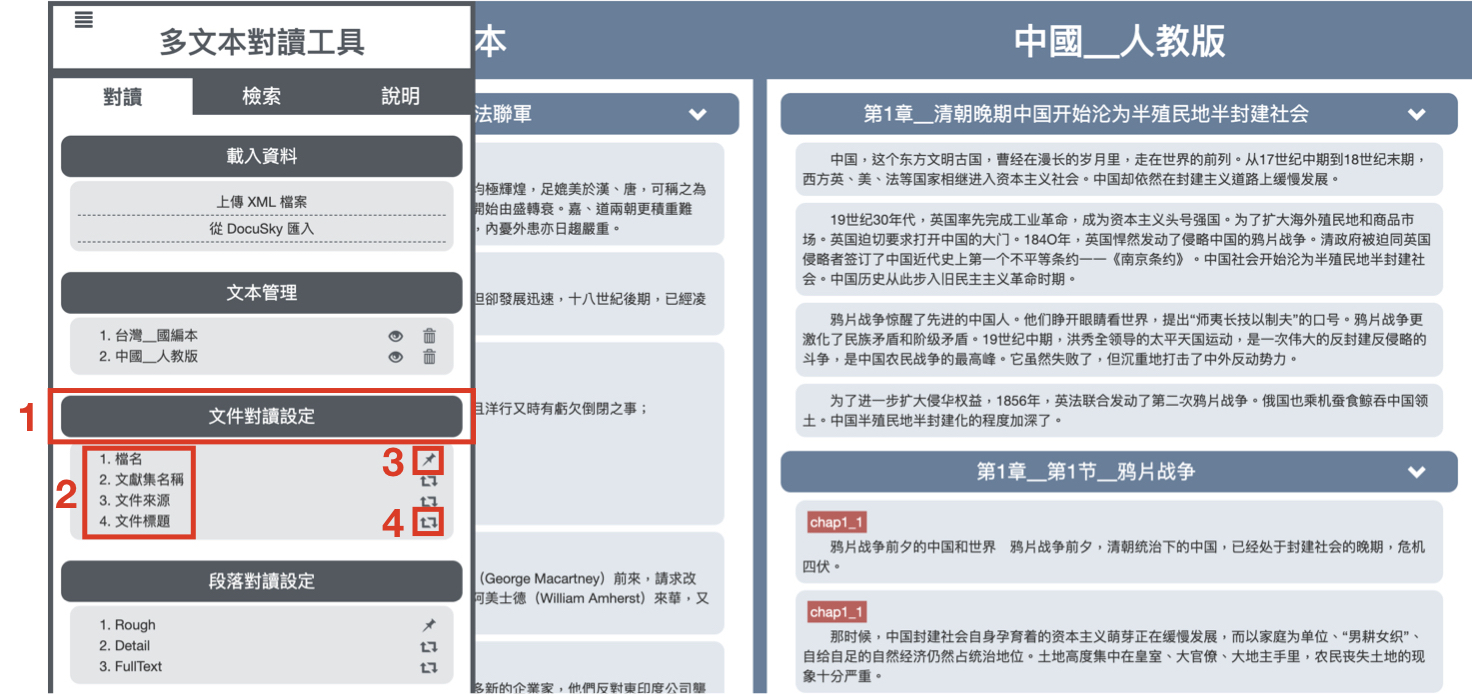 多文本對讀工具
對讀
檢索
說明
載入資料
上傳 XML 檔案
從 DocuSky 匯入
文本管理
1. 台灣__國編本
2. 中國__人教版
1
文件對讀設定
2
1. 檔名
3
2. 文獻集名稱
3. 文件來源
4. 文件標題
4
段落對讀設定
1. Rough
2. Detail
3. FullText
本
法聯軍
均極輝煌，足媲美於漢、唐，可稱之為
開始由盛轉衰。嘉、道兩朝更積重難
，內憂外患亦日趨嚴重。
但卻發展迅速，十八世紀後期，已經凌
且洋行又時有虧欠倒閉之事；
（George Macartney）前來，請求改
阿美士德（William Amherst）來華，又
多新的企業家，他們反對東印度公司壟
中國__人教版
第1章__清朝晚期中国开始沦为半殖民地半封建社会
中国，这个东方文明古国，曹经在漫长的岁月里，走在世界的前列。从17世纪中期到18世纪末期，
西方英、美、法等国家相继进入资本主义社会。中国却依然在封建主义道路上缓慢发展。
19世纪30年代，英国率先完成工业革命，成为资本主义头号强国。为了扩大海外殖民地和商品市
场。英国迫切要求打开中国的大门。184O年，英国悍然发动了侵略中国的鸦片战争。清政府被迫同英国
侵略者签订了中国近代史上第一个不平等条约一一《南京条约》。中国社会开始沦为半殖民地半封建社
会。中国历史从此步入旧民主主义革命时期。
鸦片战争惊醒了先进的中国人。他们睁开眼睛看世界，提出“师夷长技以制夫”的口号。鸦片战争更
激化了民族矛盾和阶级矛盾。19世纪中期，洪秀全领导的太平天国运动，是一次伟大的反封建反侵略的
斗争，是中国农民战争的最高峰。它虽然失败了，但沉重地打击了中外反动势力。
为了进一步扩大侵华权益，1856年，英法联合发动了第二次鸦片战争。俄国也乘机蚕食鲸吞中国领
土。中国半殖民地半封建化的程度加深了。
第1章__第1节__鸦片战争
chap1_1
鸦片战争前夕的中国和世界　鸦片战争前夕，清朝统治下的中国，已经处于封建社会的晚期，危机
四伏。
chap1_1
那时候，中国封建社会自身孕育着的资本主义萌芽正在缓慢发展，而以家庭为单位、“男耕女织”、
自给自足的自然经济仍然占统治地位。土地高度集中在皇室、大官僚、大地主手里，农民丧失土地的现
象十分严重。